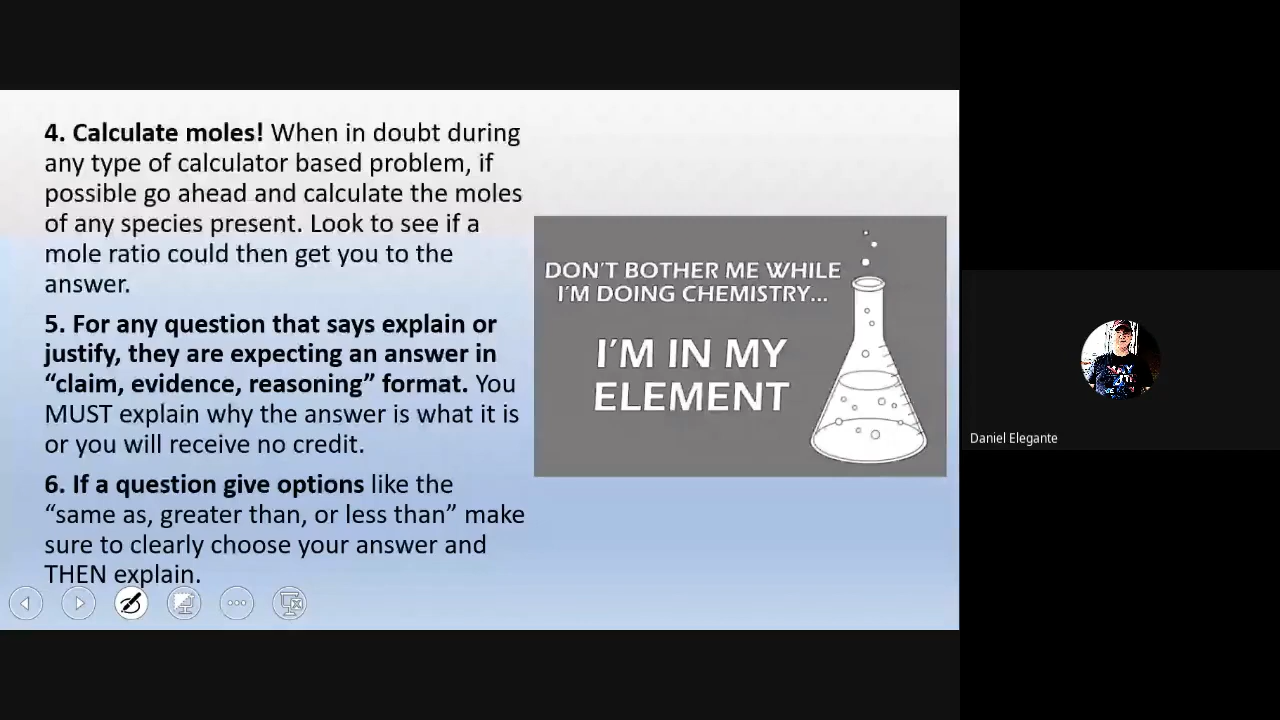 4. Calculate moles! When in doubt during
any type of calculator based problem, if
possible go ahead and calculate the moles
of any species present. Look to see if a
mole ratio could then get you to the
answer.
5. For any question that says explain or
justify, they are expecting an answer in
“claim, evidence, reasoning” format. You
MUST explain why the answer is what it is
or you will receive no credit.
6. If a question give options like the
“same as, greater than, or less than” make
sure to clearly choose your answer and
THEN explain.
DON'T BOTHER ME WHILE
I'M DOING CHEMISTRY...
I'M IN MY
ELEMENT
Daniel Elegante